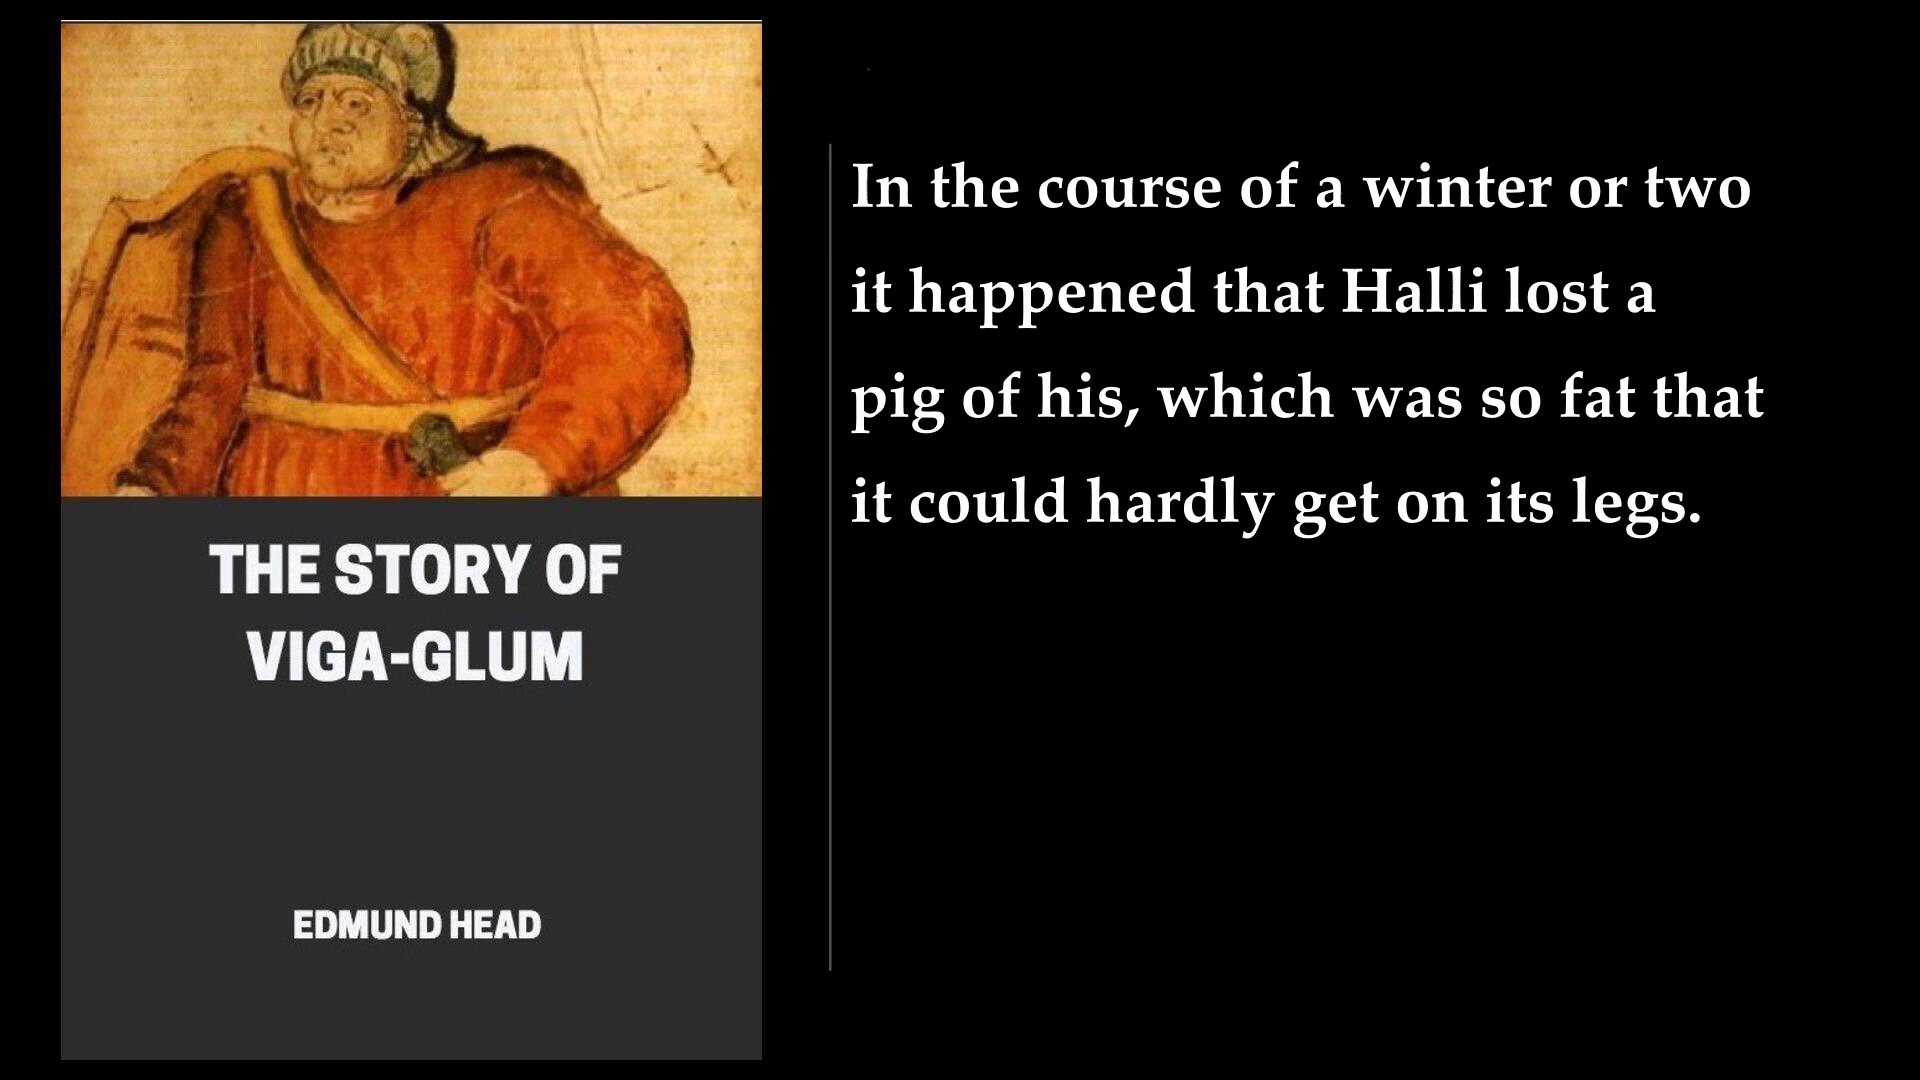 THE STORY OF
VIGA-GLUM
EDMUND HEAD
In the course of a winter or two
it happened that Halli lost a
pig of his, which was so fat that
it could hardly get on its legs.